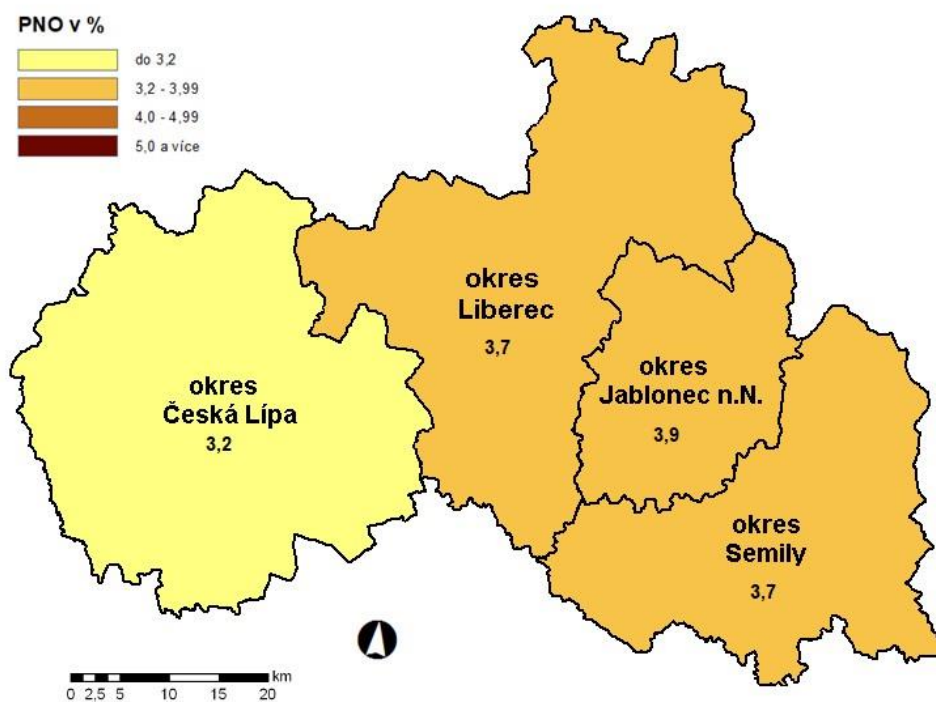 PNO v %
do 3,2
3,2 - 3,99
4,0 - 4,99
5,0 a více
okres
Liberec
3,7
okres
Jablonec n.N.
3,9
okres
Česká Lípa
3,2
okres
Semily
3,7
km
0 2,5 5 10 15 20